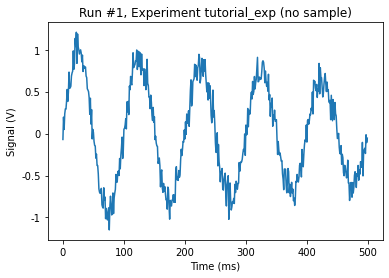 Run #1, Experiment tutorial_exp (no sample)
1
0.5
0
-0.5
-1
Signal (V)
0 100 200 300 400 500
Time (ms)